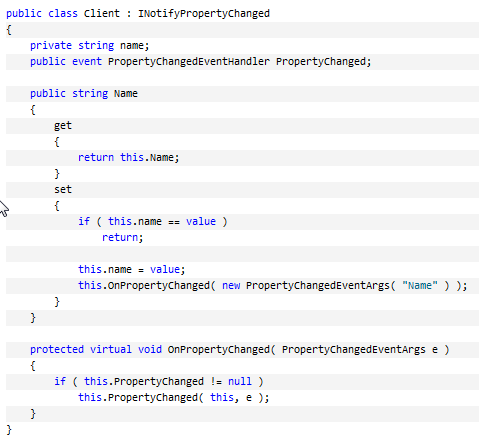 public class Client : INotifyPropertyChanged
{
    private string name;
    public event PropertyChangedEventHandler PropertyChanged;

    public string Name
    {
        get
        {
            return this.Name;
        }
        set
        {
            if ( this.name == value )
                return;

            this.name = value;
            this.OnPropertyChanged( new PropertyChangedEventArgs( "Name" ) );
        }
    }

    protected virtual void OnPropertyChanged( PropertyChangedEventArgs e )
    {
        if ( this.PropertyChanged != null )
            this.PropertyChanged( this, e );
    }
}